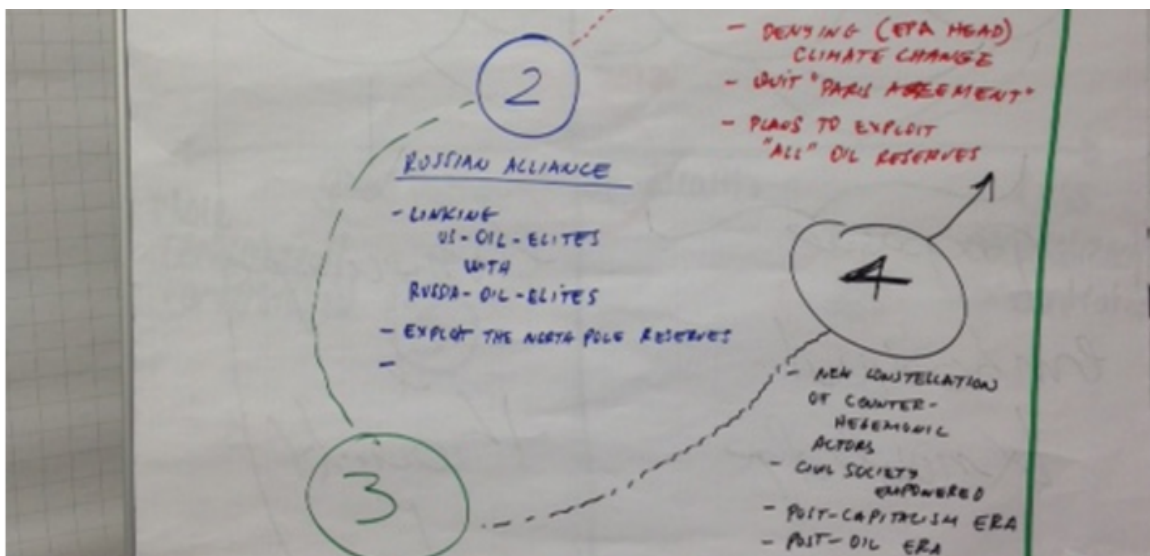 - DENYING (EPA HEAD)
CLIMATE CHANGE
- QUIT "PARIS AGREEMENT"
- PLANS TO EXPLOIT
"ALL" OIL RESERVES
2
RUSSIAN ALLIANCE
- LINKING
US-OIL-ELITES
WITH
RUSSIA-OIL-ELITES
- EXPLOIT THE NORTH POLE RESERVES
-
3
4
- NEW CONSTELLATION
OF COUNTER-
HEGEMONIC
ACTORS
- CIVIL SOCIETY
EMPOWERED
- POST-CAPITALISM ERA
- POST-OIL ERA